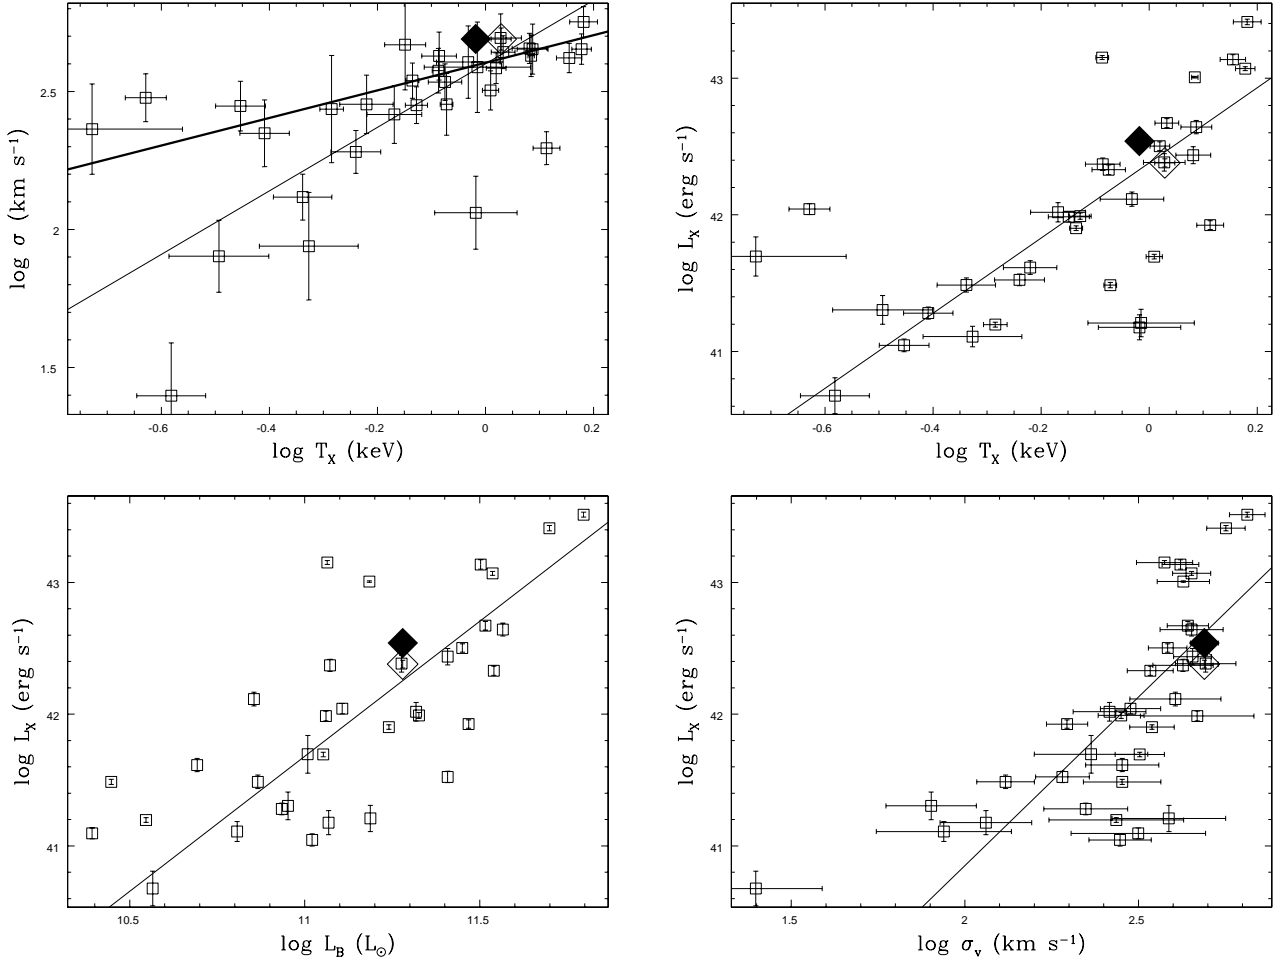 log σ (km s⁻¹)
2.5
2
1.5
-0.6 -0.4 -0.2 0 0.2
log T_X (keV)
log L_X (erg s⁻¹)
43
42
41
-0.6 -0.4 -0.2 0 0.2
log T_X (keV)
log L_X (erg s⁻¹)
43
42
41
10.5 11 11.5
log L_B (L_⊙)
log L_X (erg s⁻¹)
43
42
41
1.5 2 2.5
log σ_v (km s⁻¹)